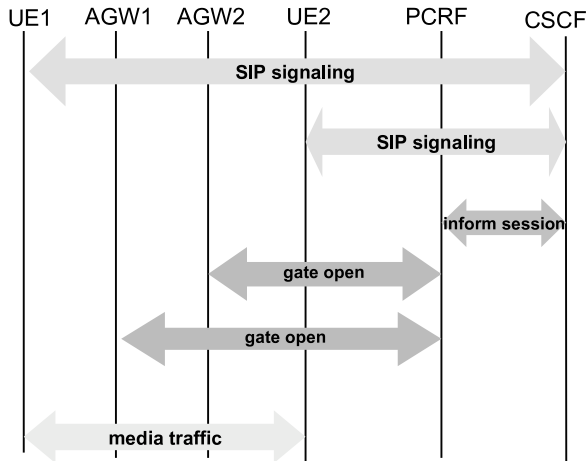 UE1 AGW1 AGW2 UE2 PCRF CSCF
SIP signaling
SIP signaling
inform session
gate open
gate open
media traffic